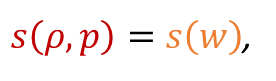 s(ρ, p) = s(w),